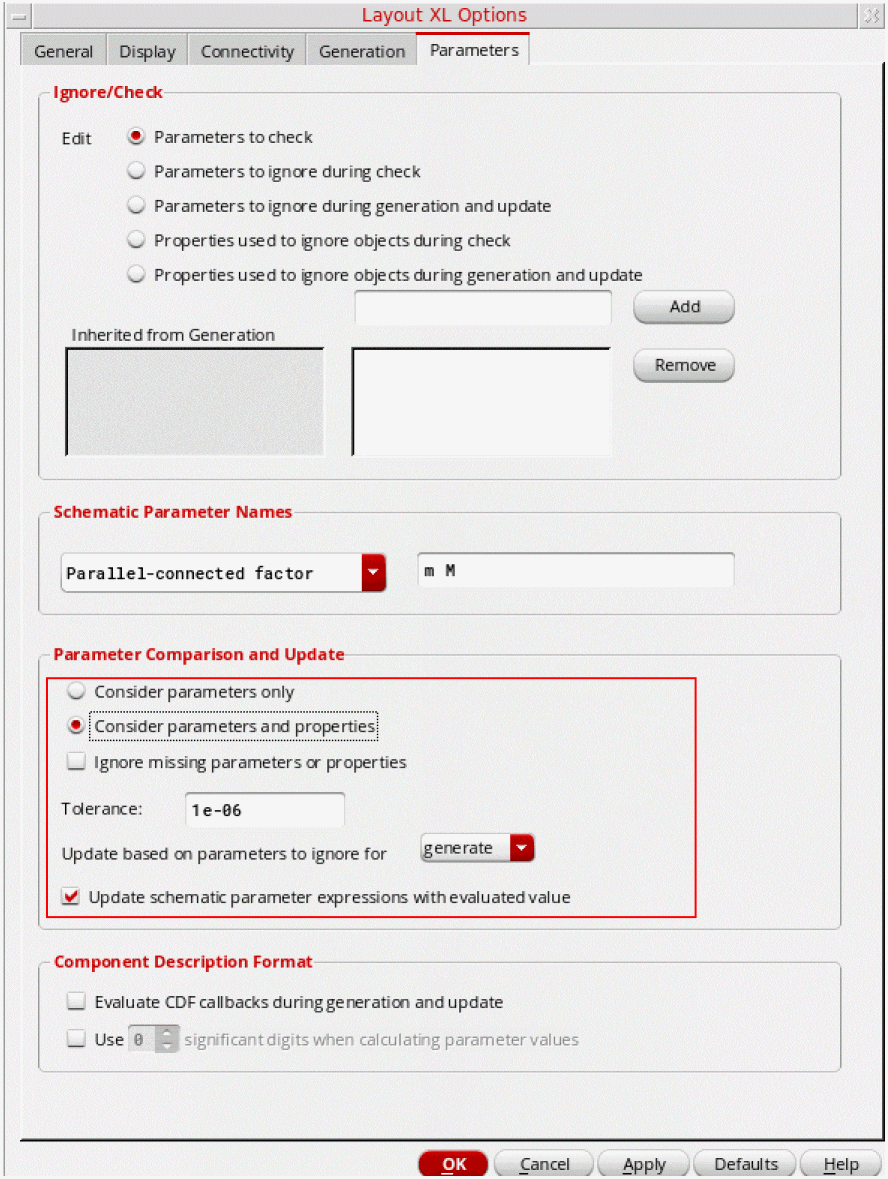 Layout XL Options
General Display Connectivity Generation Parameters
Ignore/Check
Edit Parameters to check
Parameters to ignore during check
Parameters to ignore during generation and update
Properties used to ignore objects during check
Properties used to ignore objects during generation and update
Add
Inherited from Generation
Remove
Schematic Parameter Names
Parallel-connected factor m M
Parameter Comparison and Update
Consider parameters only
Consider parameters and properties
Ignore missing parameters or properties
Tolerance: 1e-06
Update based on parameters to ignore for generate
Update schematic parameter expressions with evaluated value
Component Description Format
Evaluate CDF callbacks during generation and update
Use 0 significant digits when calculating parameter values
OK Cancel Apply Defaults Help